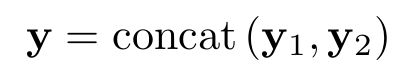 y = concat (y₁, y₂)